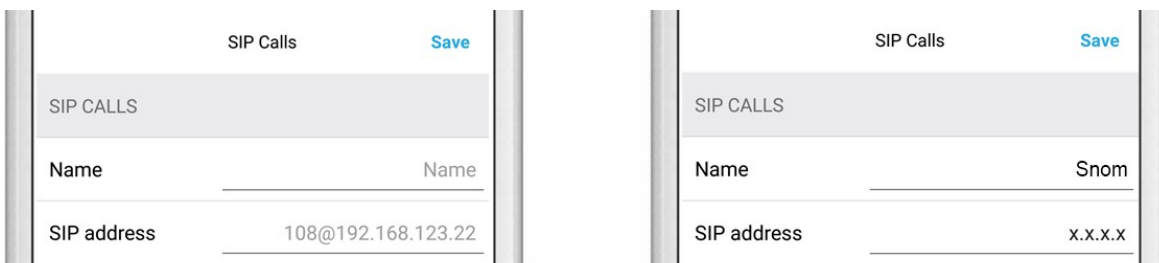 SIP Calls Save
SIP CALLS
Name Name
SIP address 108@192.168.123.22
SIP Calls Save
SIP CALLS
Name Snom
SIP address x.x.x.x